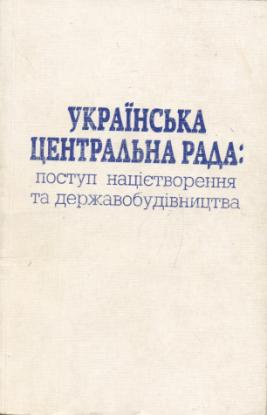 УКРАЇНСЬКА
ЦЕНТРАЛЬНА РАДА:
поступ націєтворення
та державобудівництва